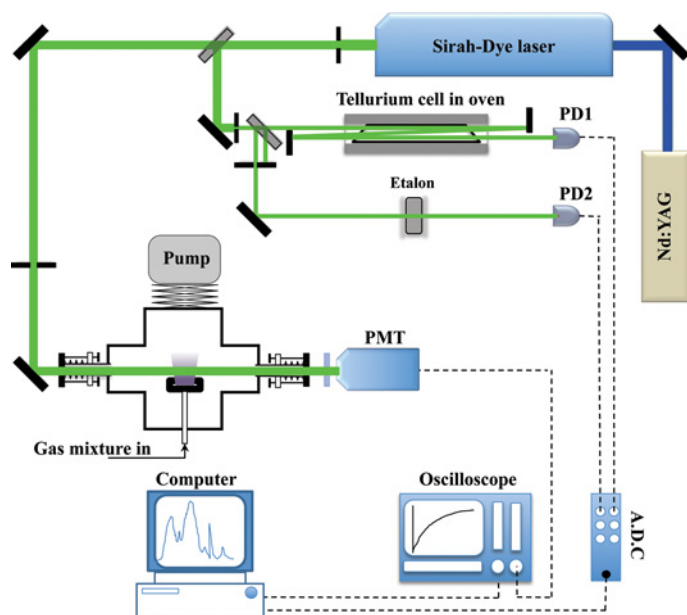 Sirah-Dye laser
Tellurium cell in oven
PD1
Etalon
PD2
Nd:YAG
Pump
PMT
Gas mixture in
Computer
Oscilloscope
A.D.C